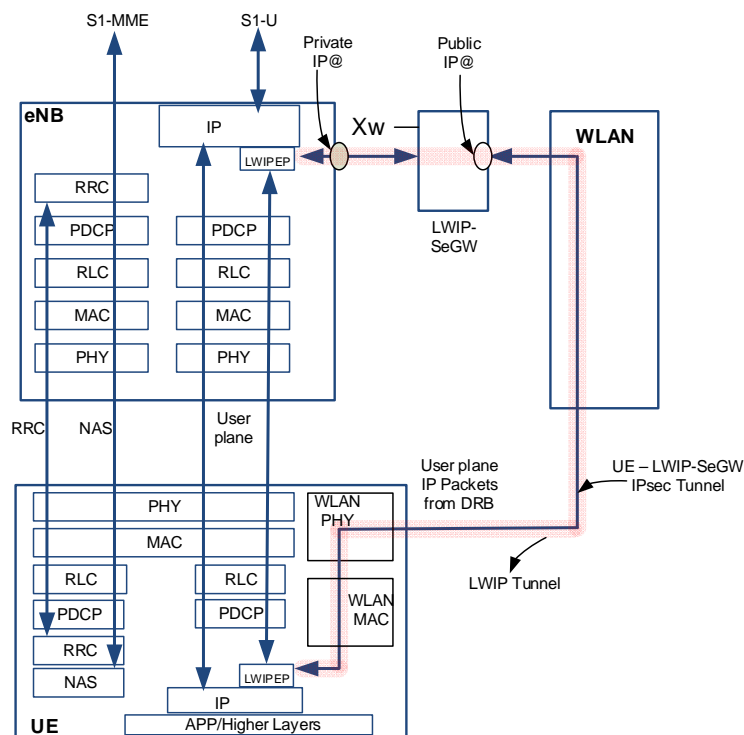 S1-MME
S1-U
Private
IP@
Public
IP@
eNB
IP
Xw
WLAN
LWIPEP
RRC
LWIP-
SeGW
PDCP
PDCP
RLC
RLC
MAC
MAC
PHY
PHY
RRC
NAS
User
plane
User plane
IP Packets
from DRB
UE – LWIP-SeGW
IPsec Tunnel
PHY
WLAN
PHY
MAC
LWIP Tunnel
RLC
RLC
WLAN
MAC
PDCP
PDCP
RRC
NAS
LWIPEP
IP
UE
APP/Higher Layers